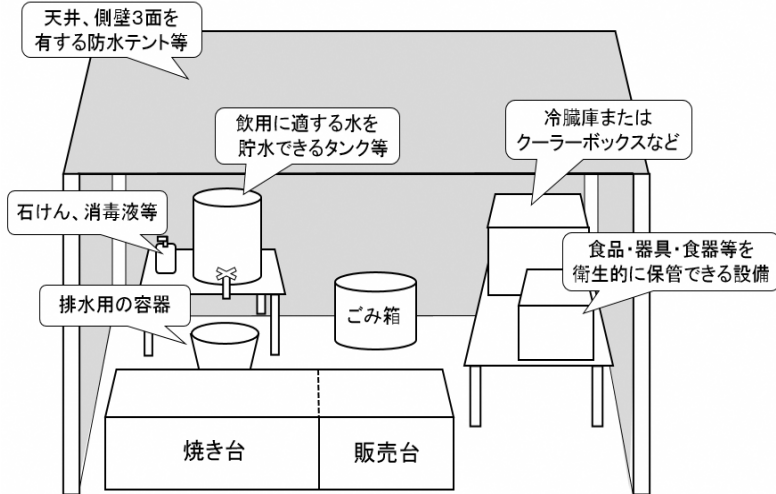 天井、側壁3面を
有する防水テント等
飲用に適する水を
貯水できるタンク等
冷臓庫または
クーラーボックスなど
石けん、消毒液等
食品・器具・食器等を
衛生的に保管できる設備
排水用の容器
ごみ箱
焼き台
販売台